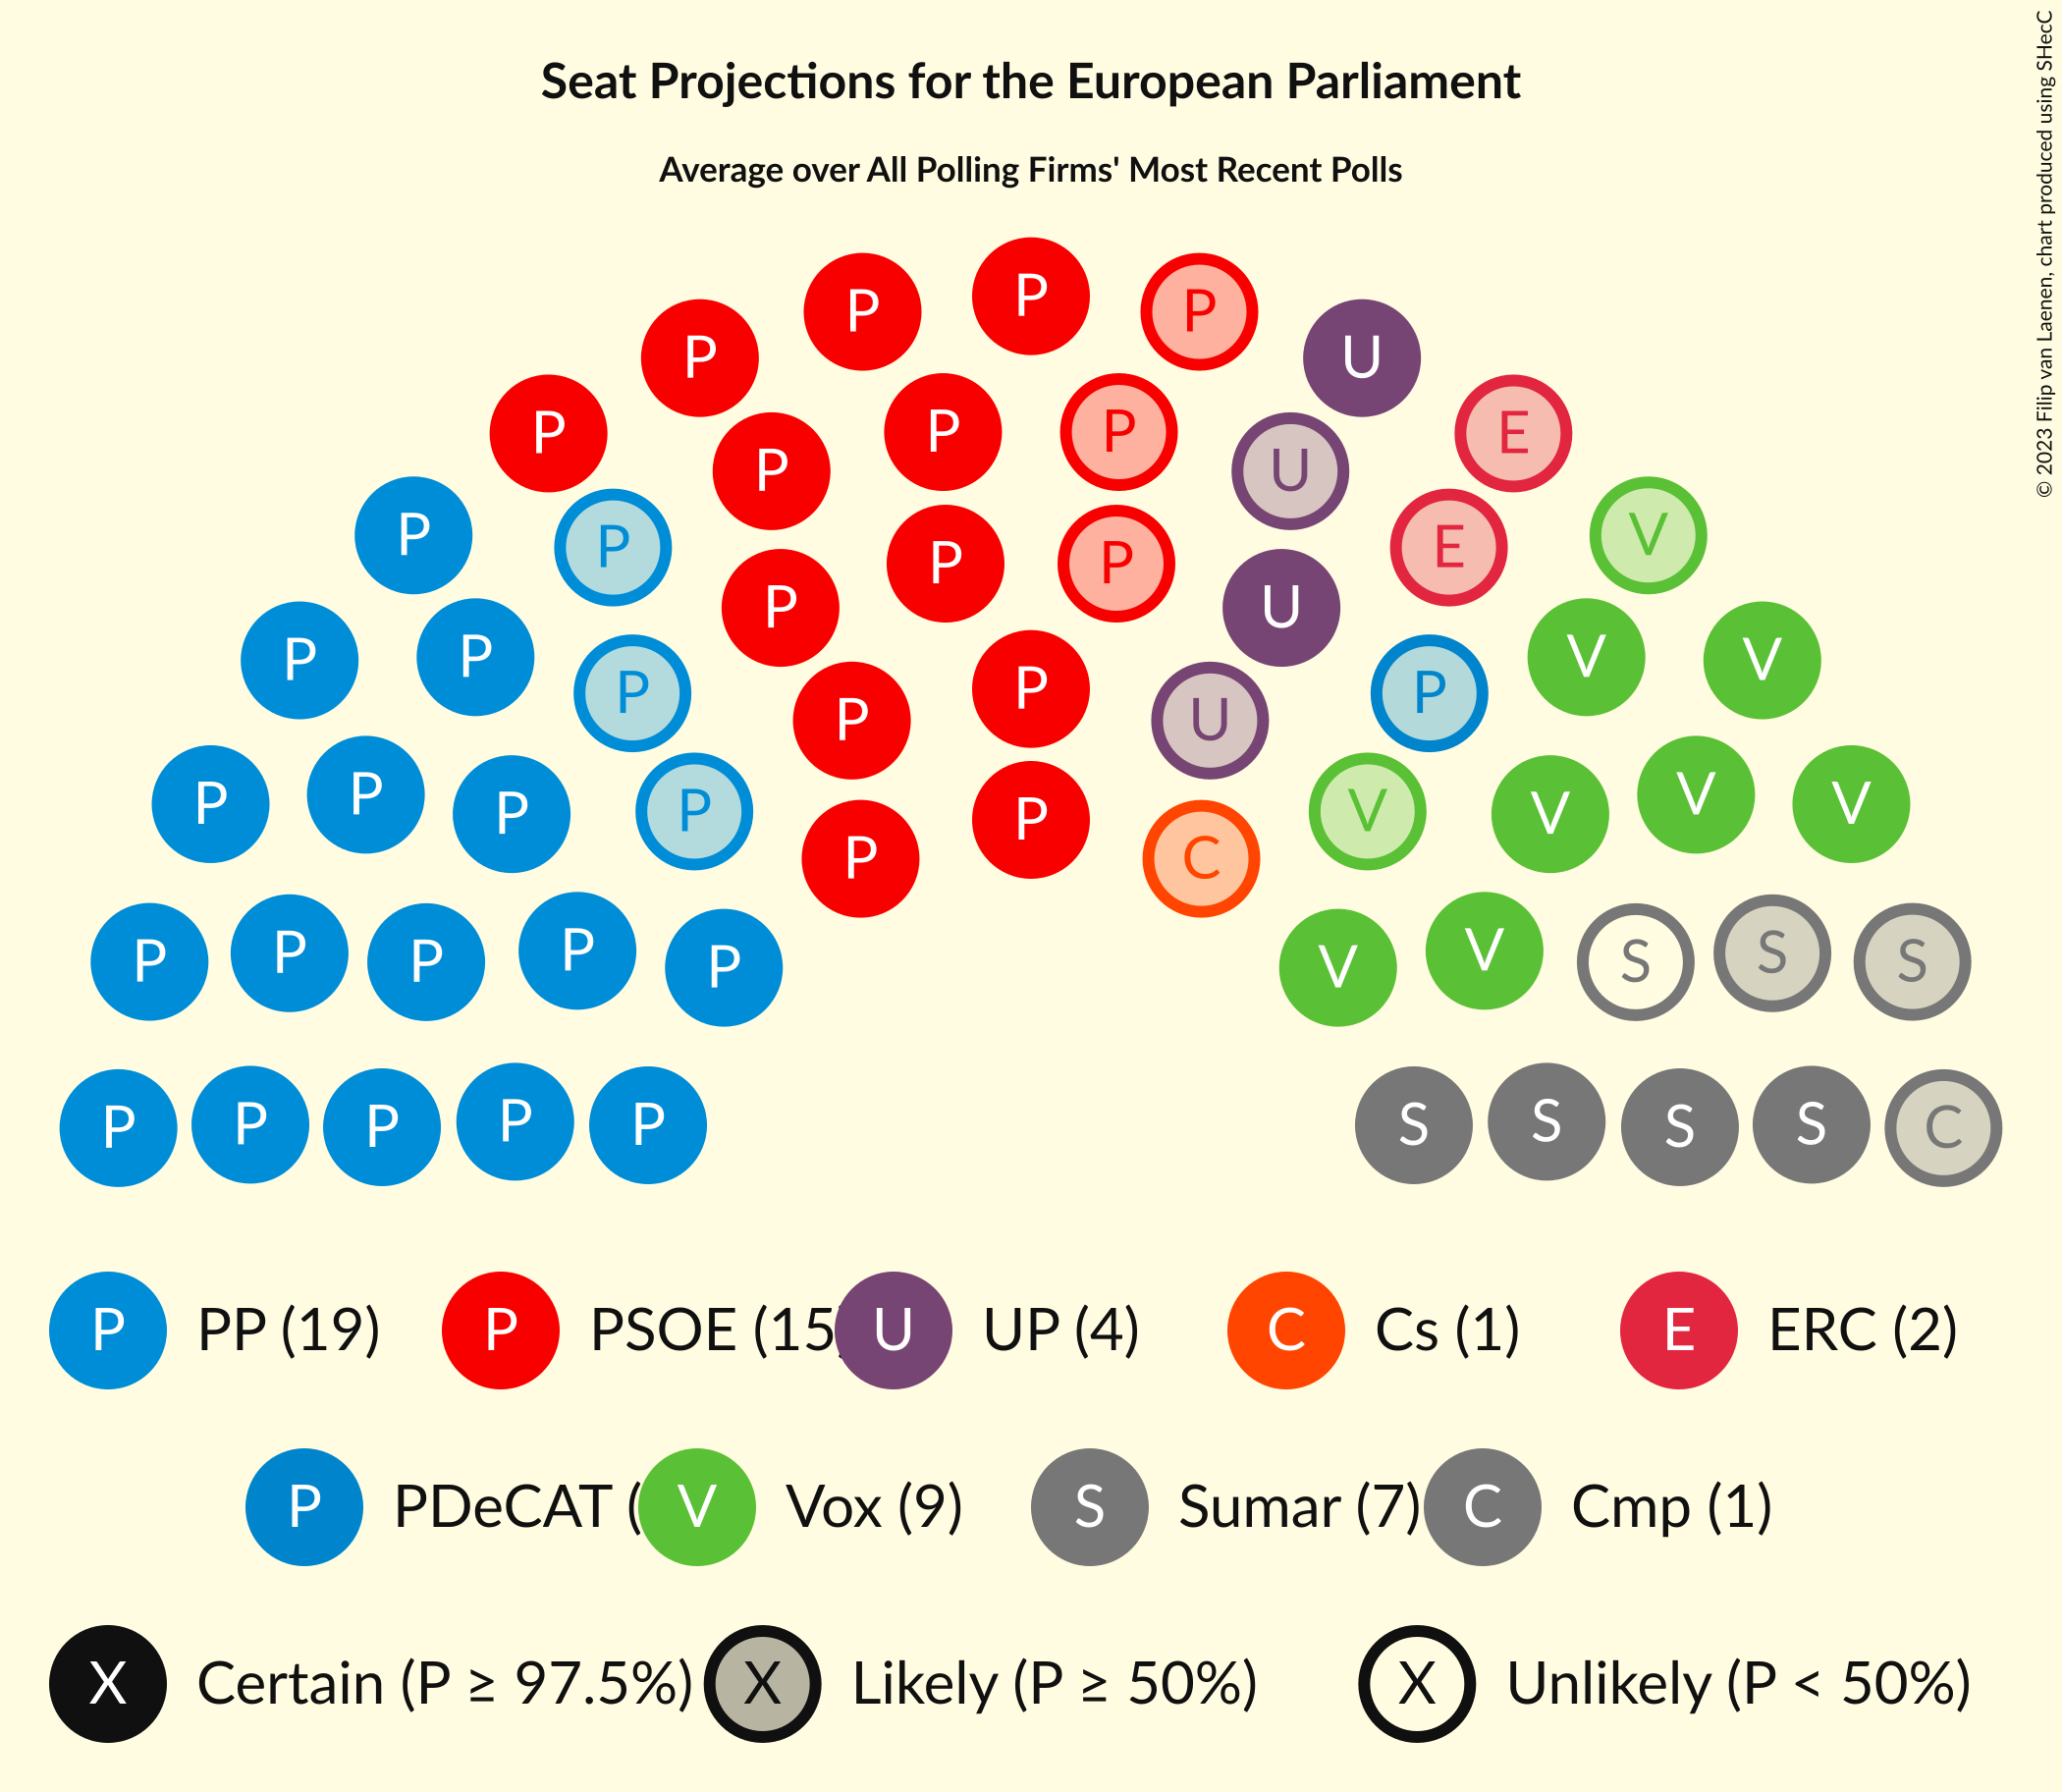 Seat Projections for the European Parliament
Average over All Polling Firms' Most Recent Polls
© 2023 Filip van Laenen, chart produced using SHecC
P P P
P P U
P P P E
P P U E
P P V
P P P P U
P V V
P P P
P P U
P P P P V V V V
P P P C
P P P P P V V S S S
P P P P P S S S S C
P PP (19) P PSOE (15 U UP (4) C Cs (1) E ERC (2)
P PDeCAT ( V Vox (9) S Sumar (7) C Cmp (1)
X Certain (P ≥ 97.5%) X Likely (P ≥ 50%) X Unlikely (P < 50%)